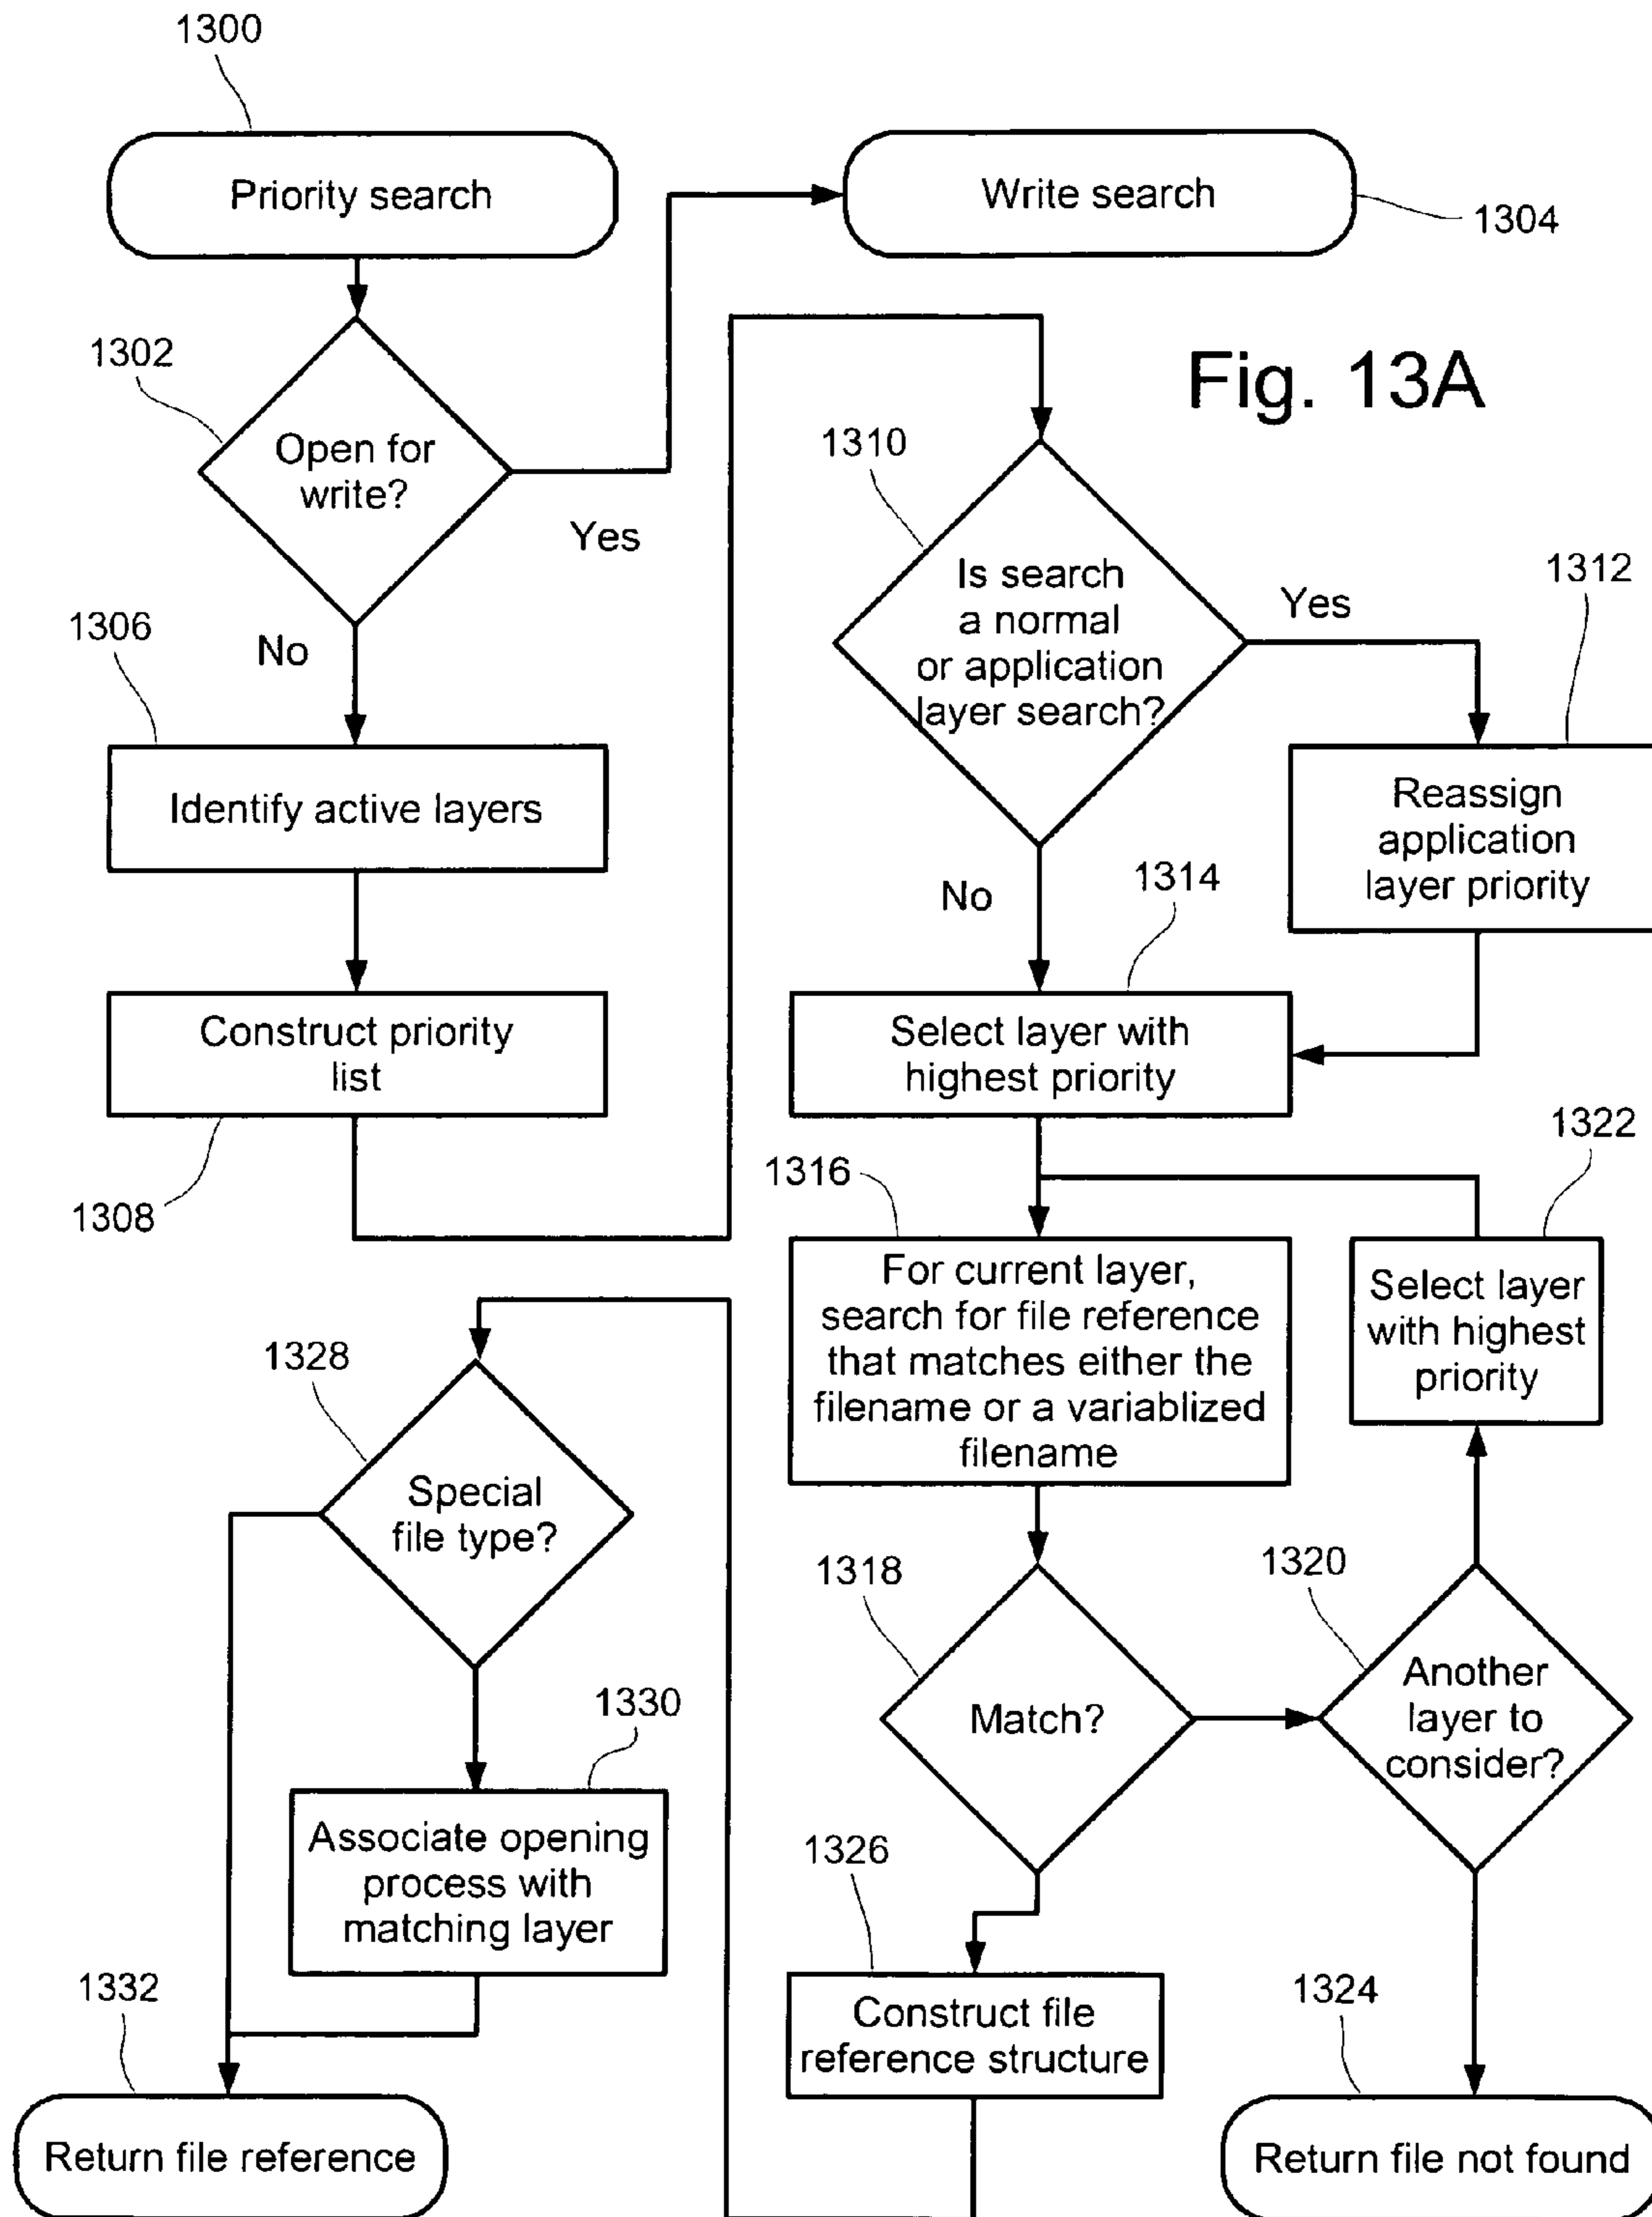 1300
Priority search
Write search
1304
Fig. 13A
1302
Open for
write?
Yes
No
1306
Identify active layers
Construct priority
list
1308
1310
Is search
a normal
or application
layer search?
Yes
No
1312
Reassign
application
layer priority
1314
Select layer with
highest priority
1316
For current layer,
search for file reference
that matches either the
filename or a variablized
filename
1322
Select layer
with highest
priority
1318
Match?
1320
Another
layer to
consider?
1324
Return file not found
1326
Construct file
reference structure
1328
Special
file type?
1330
Associate opening
process with
matching layer
1332
Return file reference